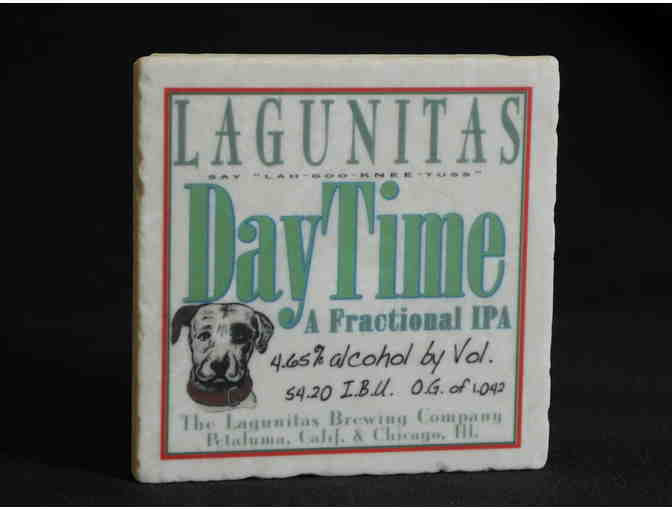 LAGUNITAS
SAY "LAH-GOO-KNEE-TUSS"
DayTime
A Fractional IPA
4.65% alcohol by Vol.
54.20 I.B.U. O.G. of 1.042
The Lagunitas Brewing Company
Petaluma, Calif. & Chicago, Ill.